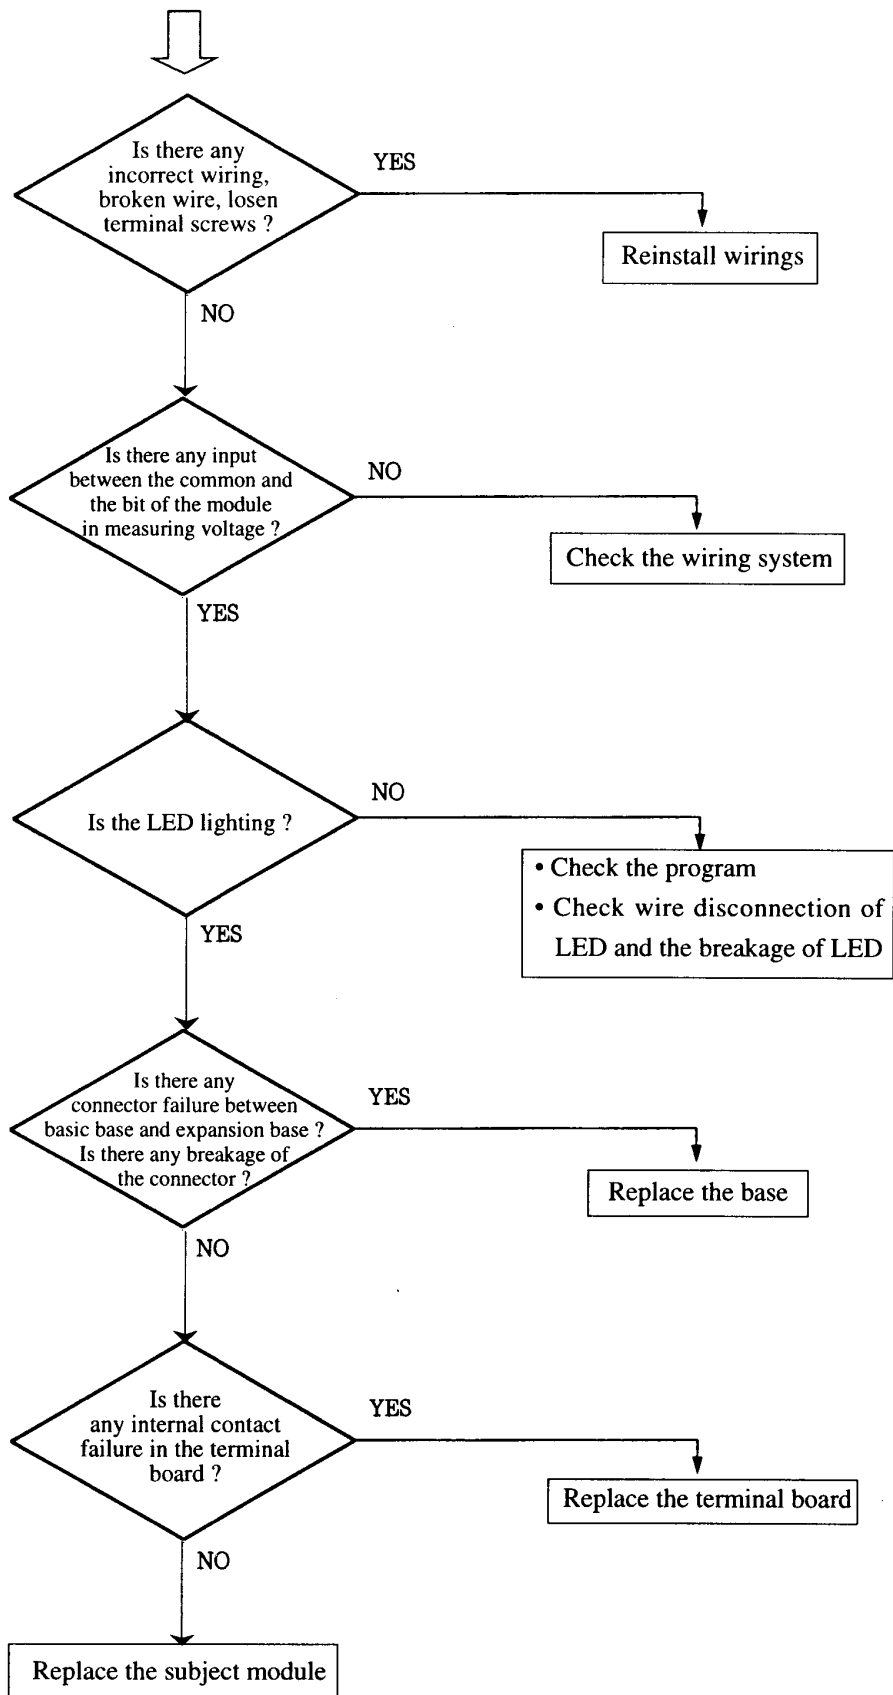 Is there any
incorrect wiring,
broken wire, losen
terminal screws ?
YES
Reinstall wirings
NO
Is there any input
between the common and
the bit of the module
in measuring voltage ?
NO
Check the wiring system
YES
Is the LED lighting ?
NO
• Check the program
• Check wire disconnection of
LED and the breakage of LED
YES
Is there any
connector failure between
basic base and expansion base ?
Is there any breakage of
the connector ?
YES
Replace the base
NO
Is there
any internal contact
failure in the terminal
board ?
YES
Replace the terminal board
NO
Replace the subject module